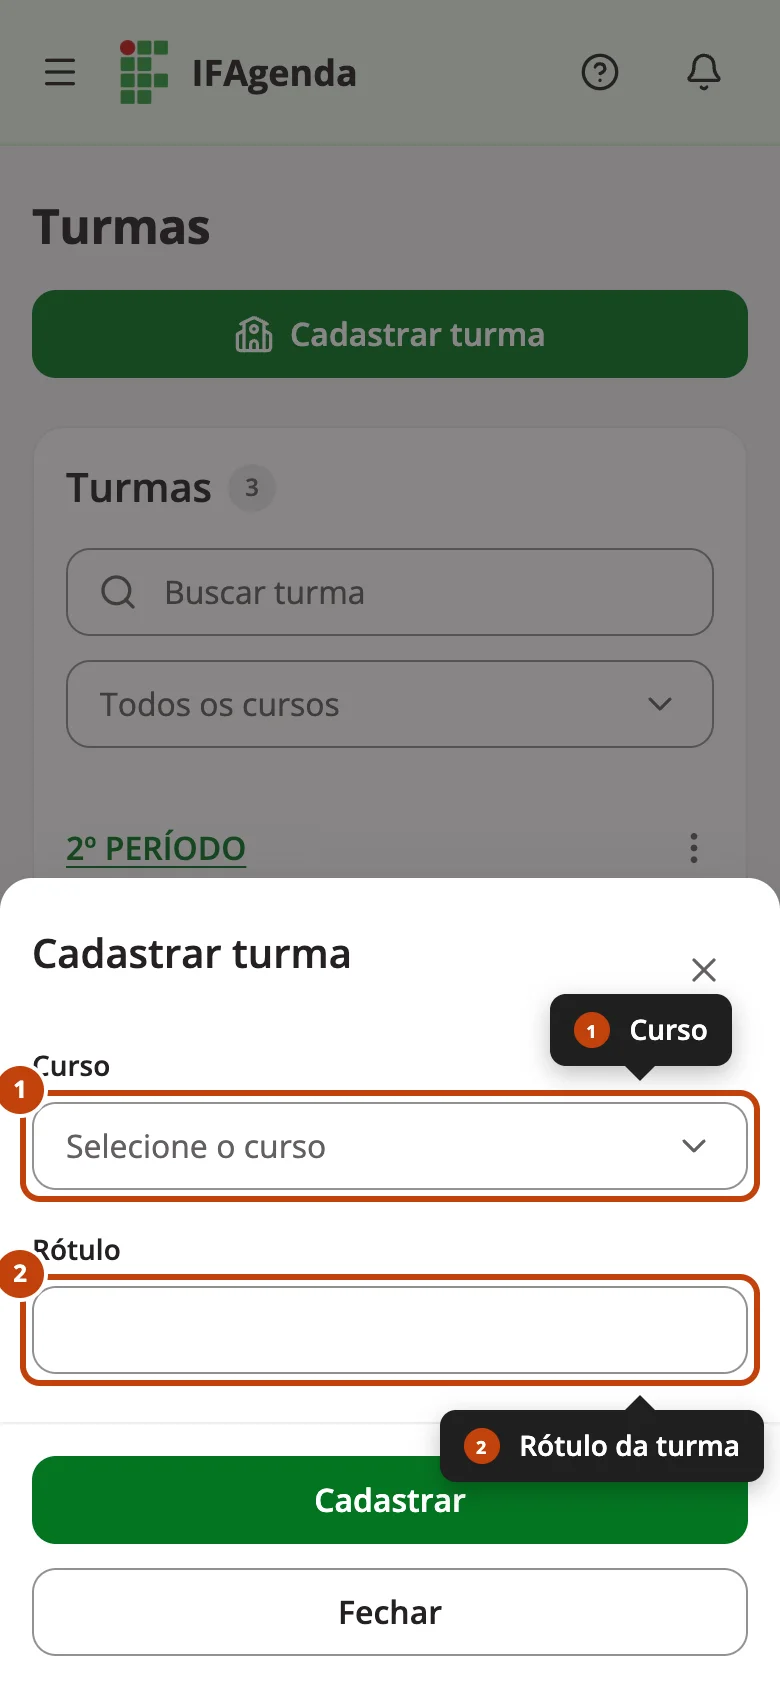 IFAgenda
Turmas
Cadastrar turma
Turmas 3
Buscar turma
Todos os cursos
2º PERÍODO
Cadastrar turma
1 Curso
Curso
1
Selecione o curso
Rótulo
2
2 Rótulo da turma
Cadastrar
Fechar